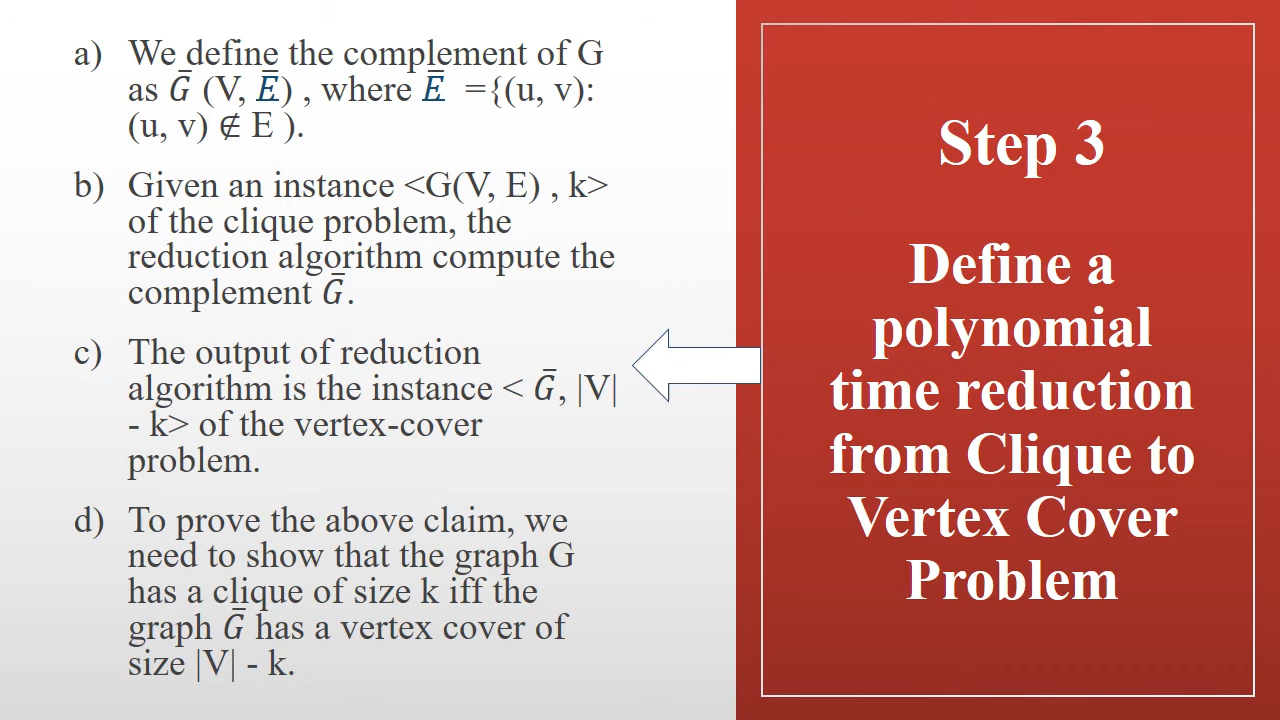 a) We define the complement of G
as G̅ (V, E̅) , where E̅ ={(u, v):
(u, v) ∉ E ).
b) Given an instance <G(V, E) , k>
of the clique problem, the
reduction algorithm compute the
complement G̅.
c) The output of reduction
algorithm is the instance < G̅, |V|
- k> of the vertex-cover
problem.
d) To prove the above claim, we
need to show that the graph G
has a clique of size k iff the
graph G̅ has a vertex cover of
size |V| - k.
Step 3
Define a
polynomial
time reduction
from Clique to
Vertex Cover
Problem